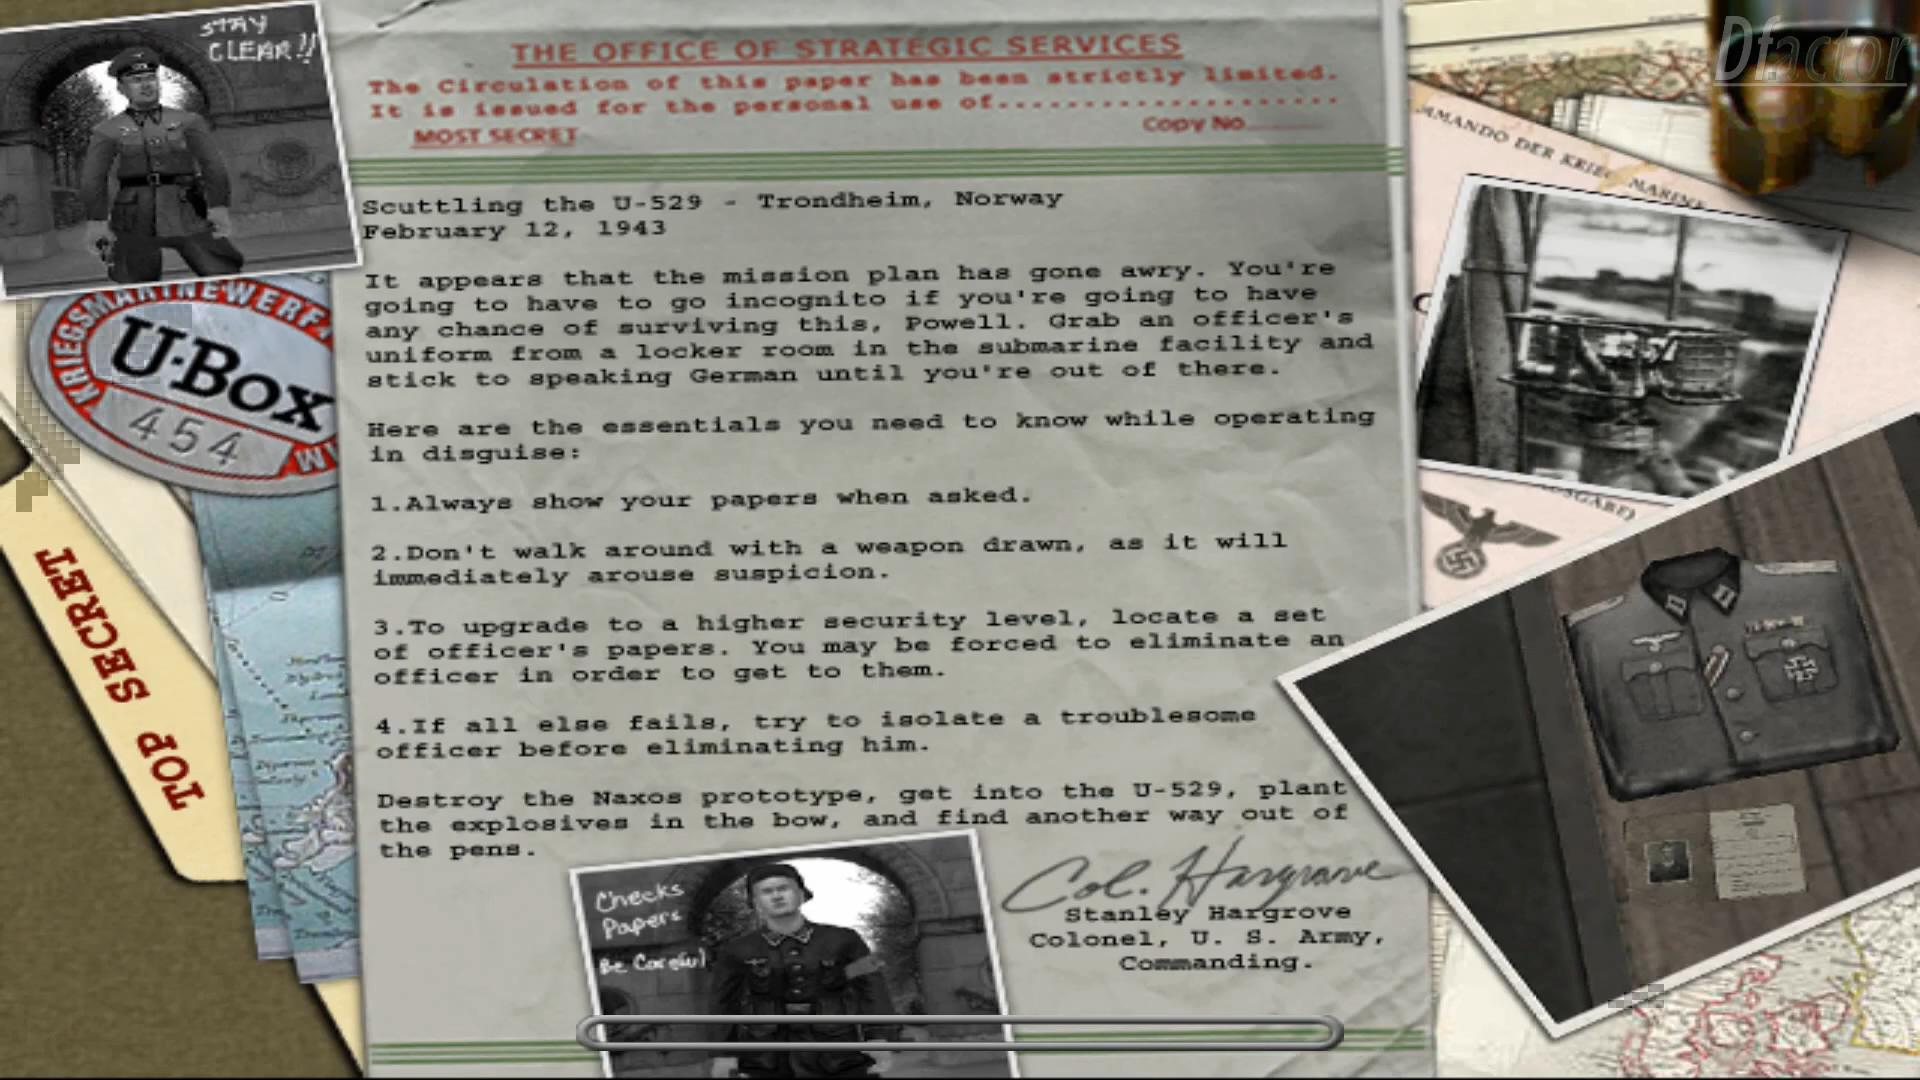 STAY
CLEAR!!
THE OFFICE OF STRATEGIC SERVICES
The Circulation of this paper has been strictly limited.
It is issued for the personal use of.....................
MOST SECRET
Copy No.
Scuttling the U-529 - Trondheim, Norway
February 12, 1943
It appears that the mission plan has gone awry. You're
going to have to go incognito if you're going to have
any chance of surviving this, Powell. Grab an officer's
uniform from a locker room in the submarine facility and
stick to speaking German until you're out of there.
Here are the essentials you need to know while operating
in disguise:
1.Always show your papers when asked.
2.Don't walk around with a weapon drawn, as it will
immediately arouse suspicion.
3.To upgrade to a higher security level, locate a set
of officer's papers. You may be forced to eliminate an
officer in order to get to them.
4.If all else fails, try to isolate a troublesome
officer before eliminating him.
Destroy the Naxos prototype, get into the U-529, plant
the explosives in the bow, and find another way out of
the pens.
Col. Hargrove
Stanley Hargrove
Colonel, U. S. Army,
Commanding.
Checks
Papers
Be Careful
KRIEGSMARINEWERFT
U-Box
454
TOP SECRET
Dfactor
MMANDO DER KRIEG MARINE
AUSGABE)